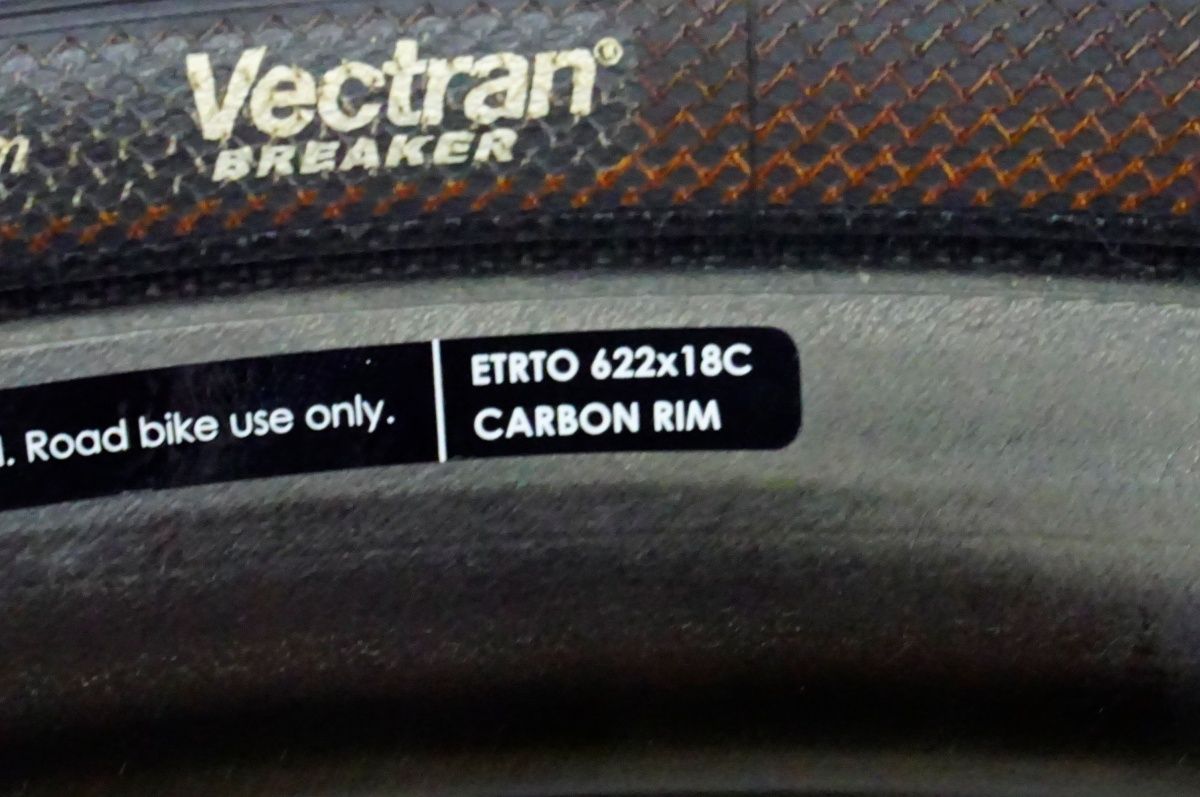 Vectran®
BREAKER
m
ETRTO 622x18C
. Road bike use only.
CARBON RIM